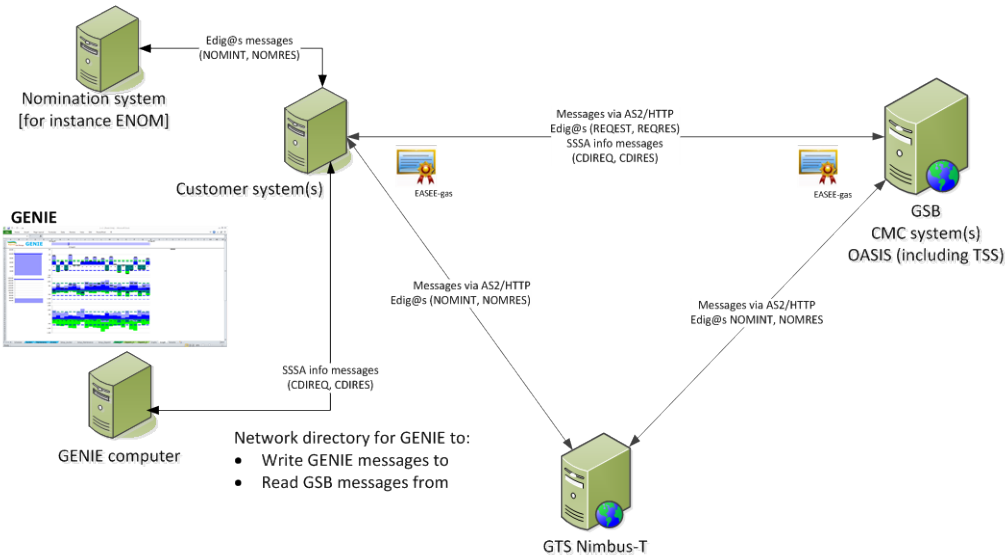 Edig@s messages
(NOMINT, NOMRES)
Nomination system
[for instance ENOM]
Messages via AS2/HTTP
Edig@s (REQEST, REQRES)
SSSA info messages
(CDIREQ, CDIRES)
EASEE-gas
EASEE-gas
Customer system(s)
GSB
CMC system(s)
OASIS (including TSS)
GENIE
GENIE
Messages via AS2/HTTP
Edig@s (NOMINT, NOMRES)
Messages via AS2/HTTP
Edig@s NOMINT, NOMRES
SSSA info messages
(CDIREQ, CDIRES)
GENIE computer
Network directory for GENIE to:
• Write GENIE messages to
• Read GSB messages from
GTS Nimbus-T